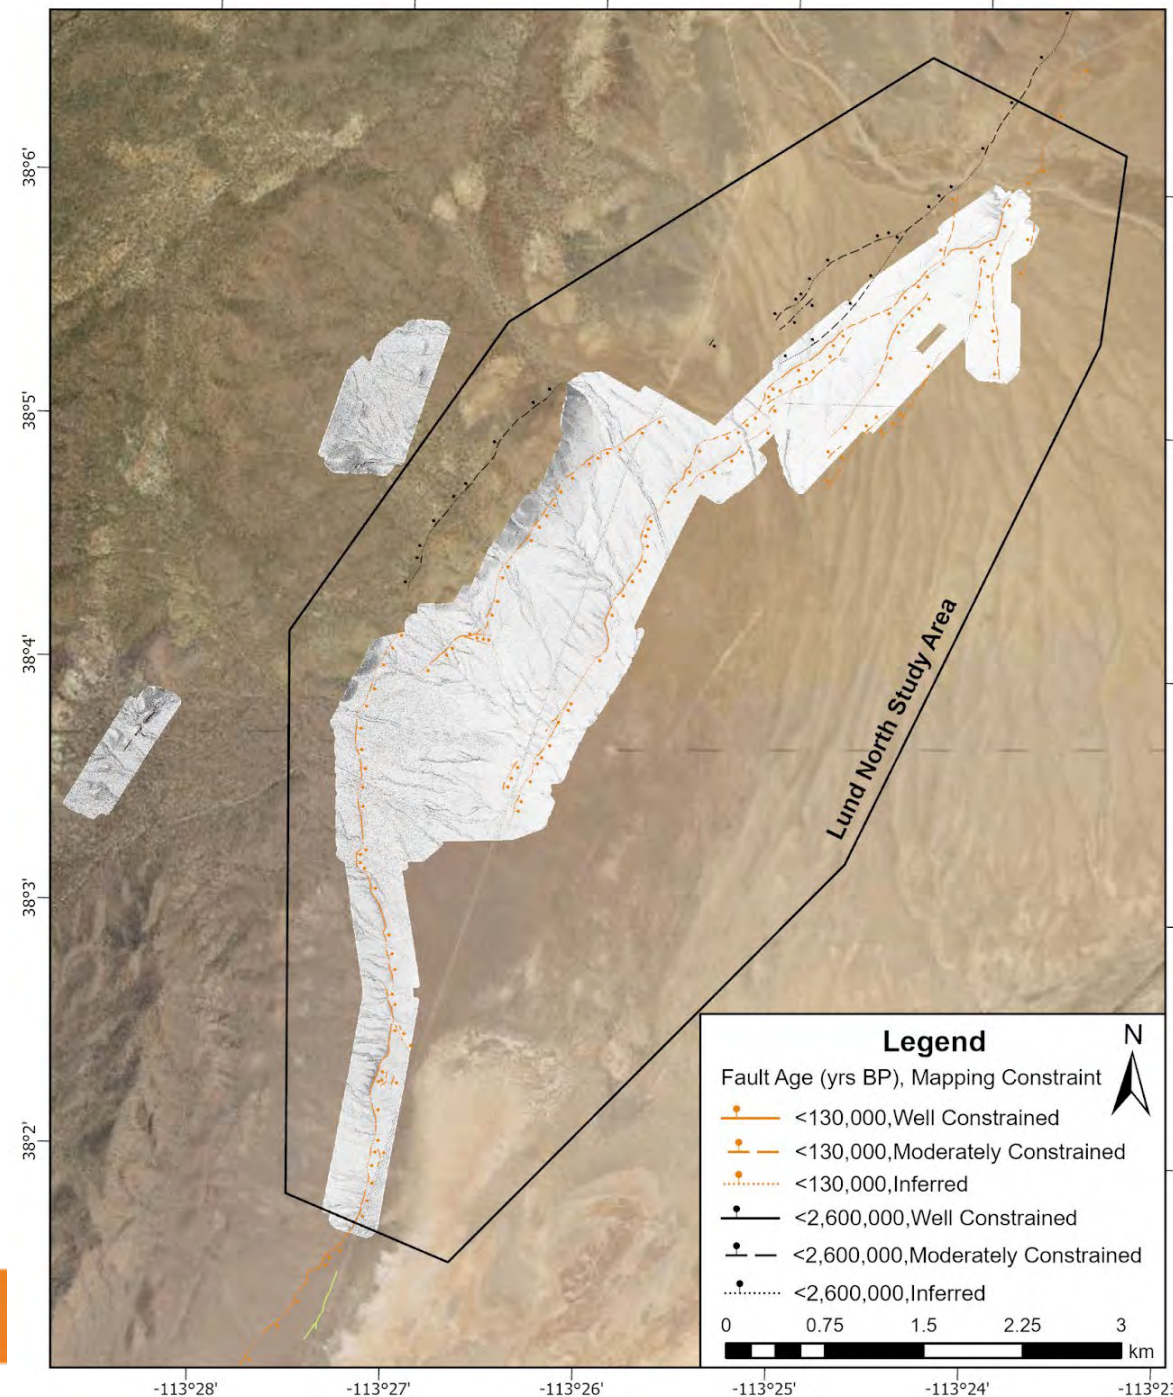 38°6'
38°5'
38°4'
38°3'
38°2'
Lund North Study Area
Legend
N
Fault Age (yrs BP), Mapping Constraint
<130,000,Well Constrained
<130,000,Moderately Constrained
<130,000,Inferred
<2,600,000,Well Constrained
<2,600,000,Moderately Constrained
<2,600,000,Inferred
0 0.75 1.5 2.25 3
km
-113°28' -113°27' -113°26' -113°25' -113°24'